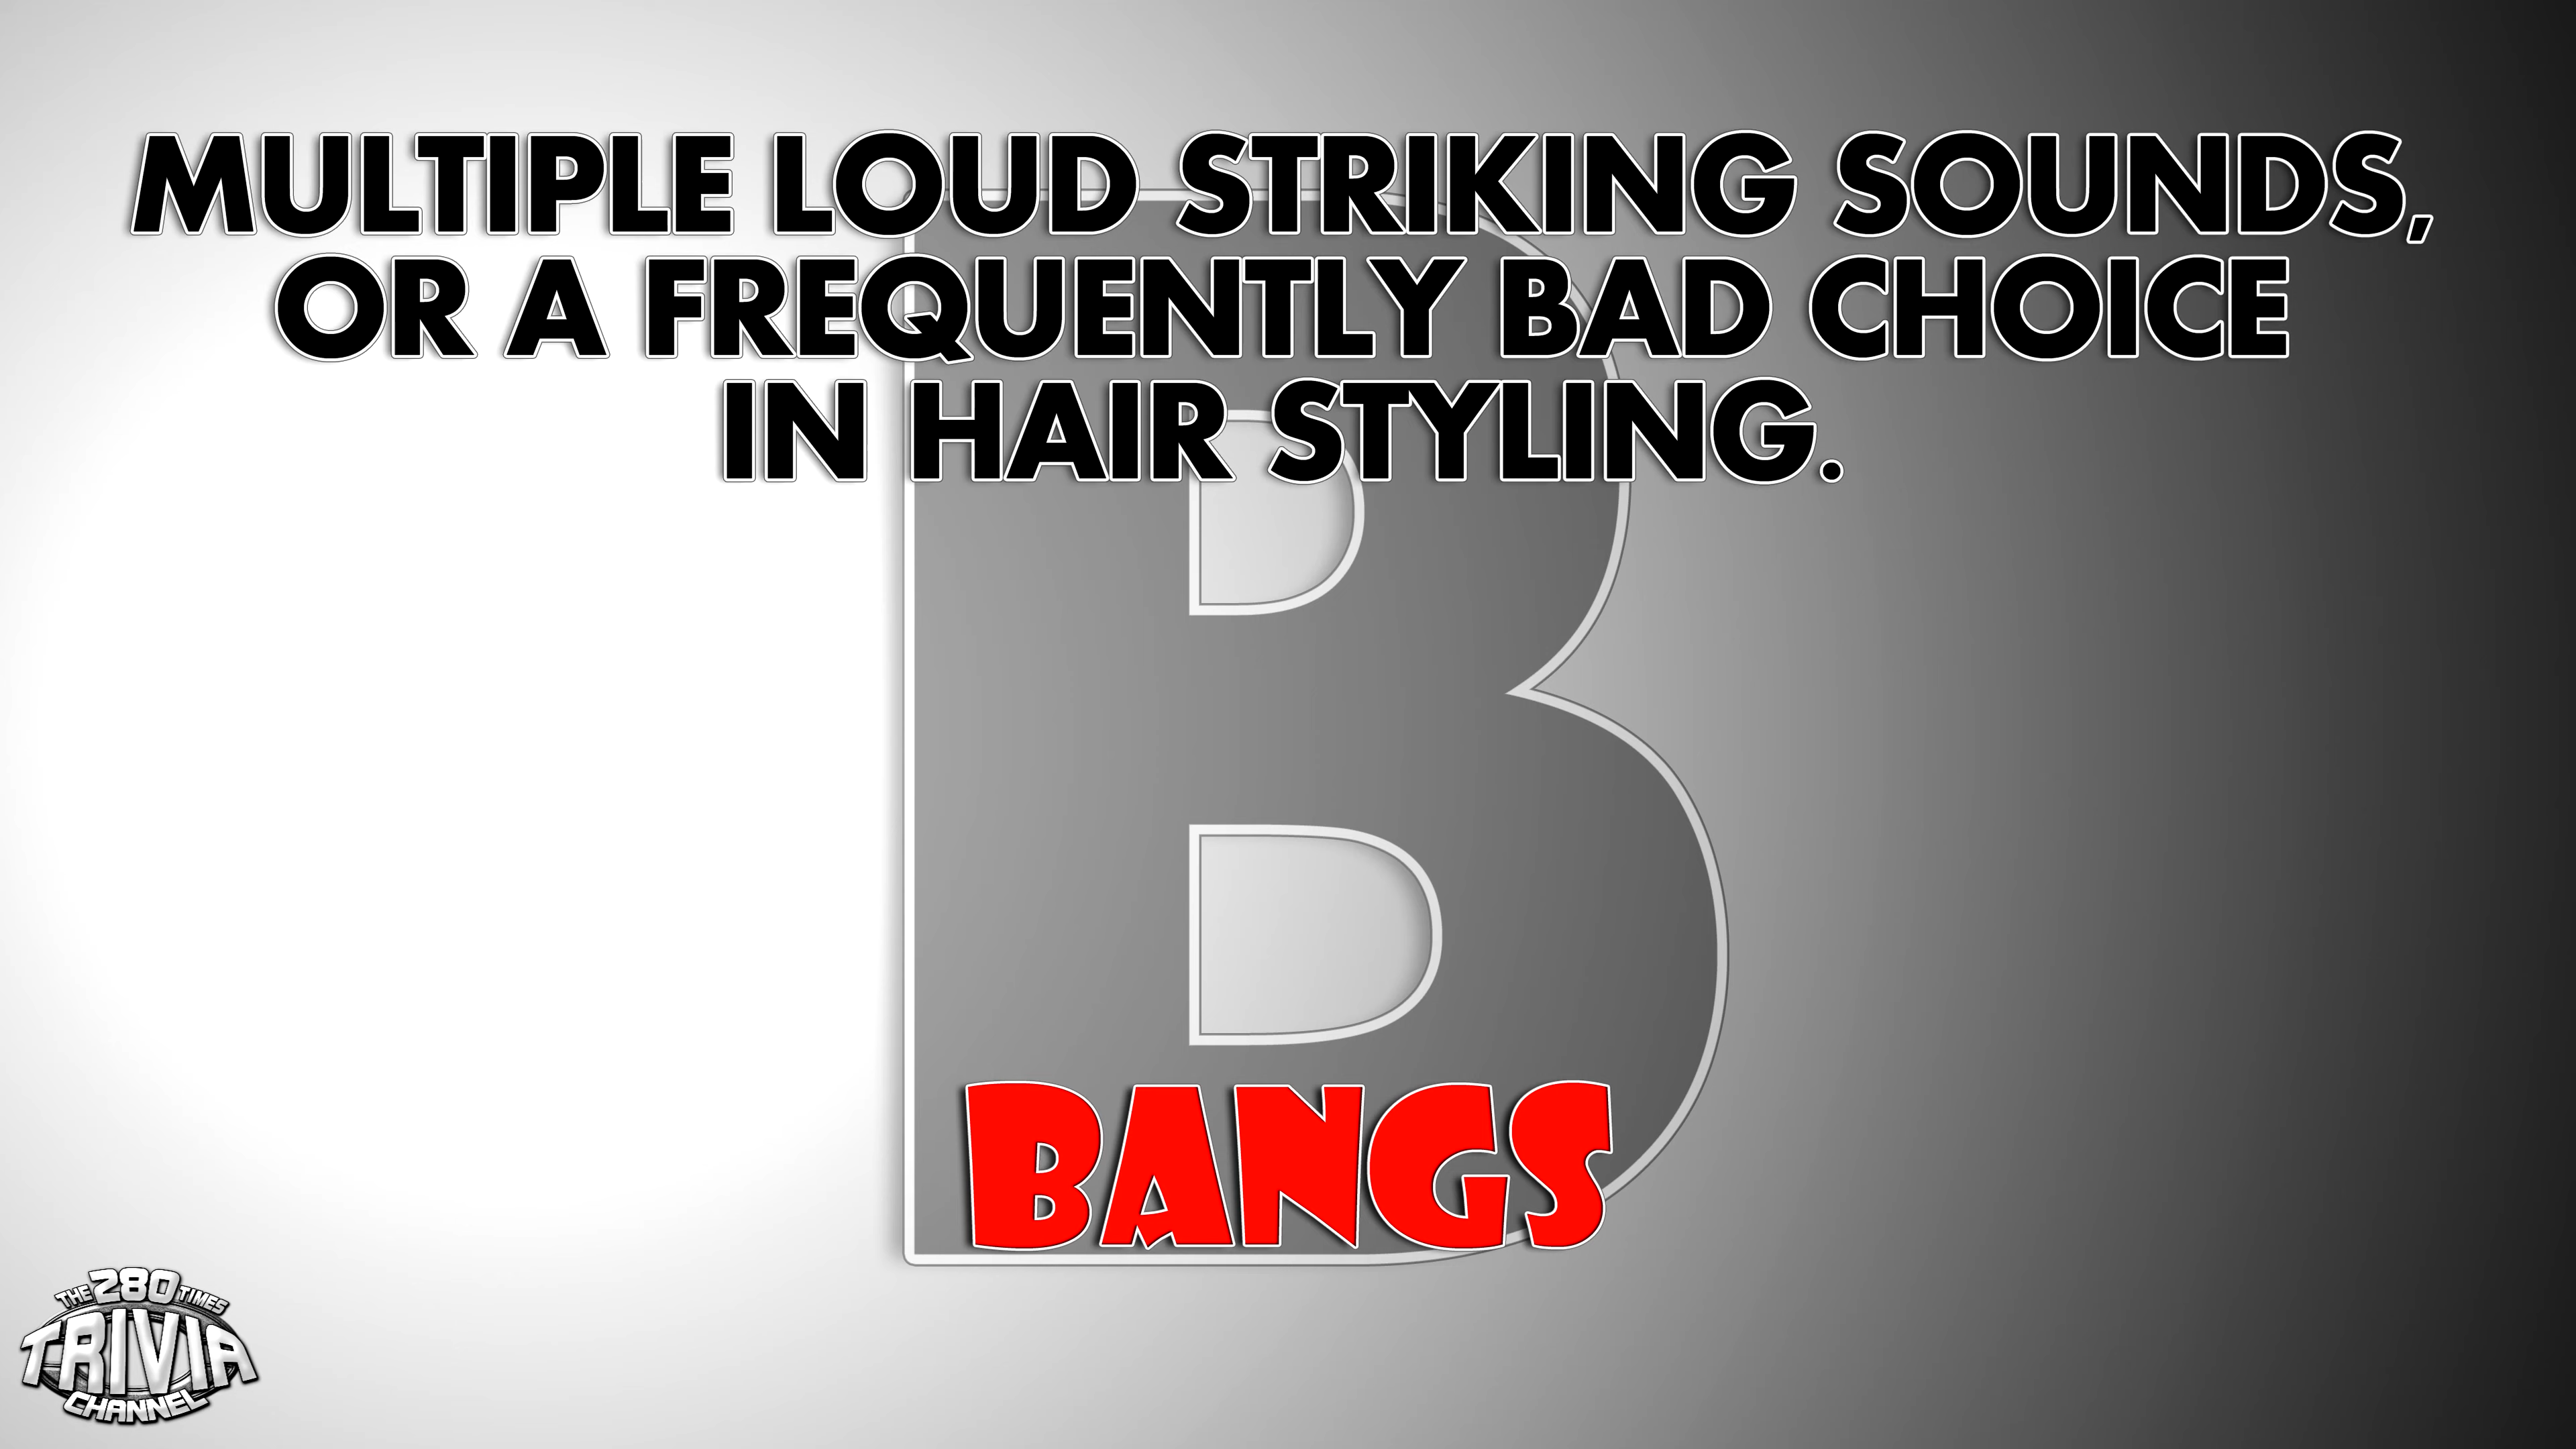 MULTIPLE LOUD STRIKING SOUNDS,
OR A FREQUENTLY BAD CHOICE
IN HAIR STYLING.
B
BANGS
THE 280 TIMES
TRIVIA
CHANNEL